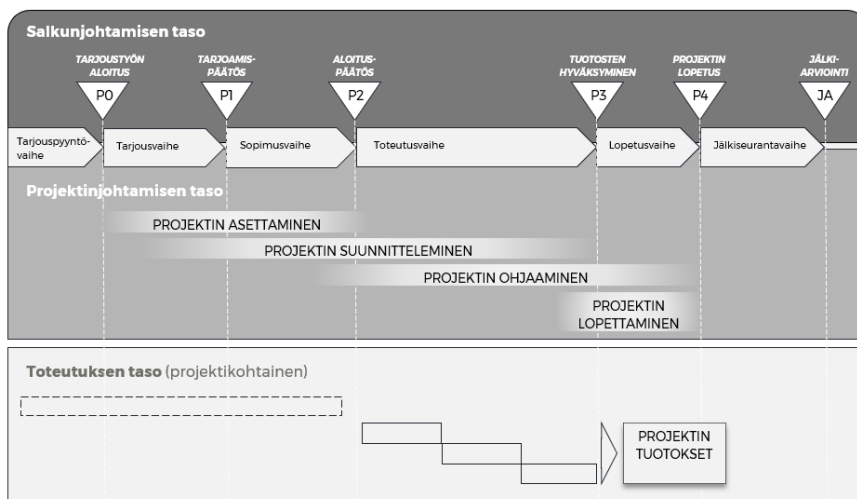 Salkunjohtamisen taso
TARJOUSTYÖN
ALOITUS
TARJOAMIS-
PÄÄTÖS
ALOITUS-
PÄÄTÖS
TUOTOSTEN
HYVÄKSYMINEN
PROJEKTIN
LOPETUS
JÄLKI-
ARVIOINTI
P0
P1
P2
P3
P4
JA
Tarjouspyyntö-
vaihe
Tarjousvaihe
Sopimusvaihe
Toteutusvaihe
Lopetusvaihe
Jälkiseurantavaihe
Projektinjohtamisen taso
PROJEKTIN ASETTAMINEN
PROJEKTIN SUUNNITTELEMINEN
PROJEKTIN OHJAAMINEN
PROJEKTIN
LOPETTAMINEN
Toteutuksen taso (projektikohtainen)
PROJEKTIN
TUOTOKSET